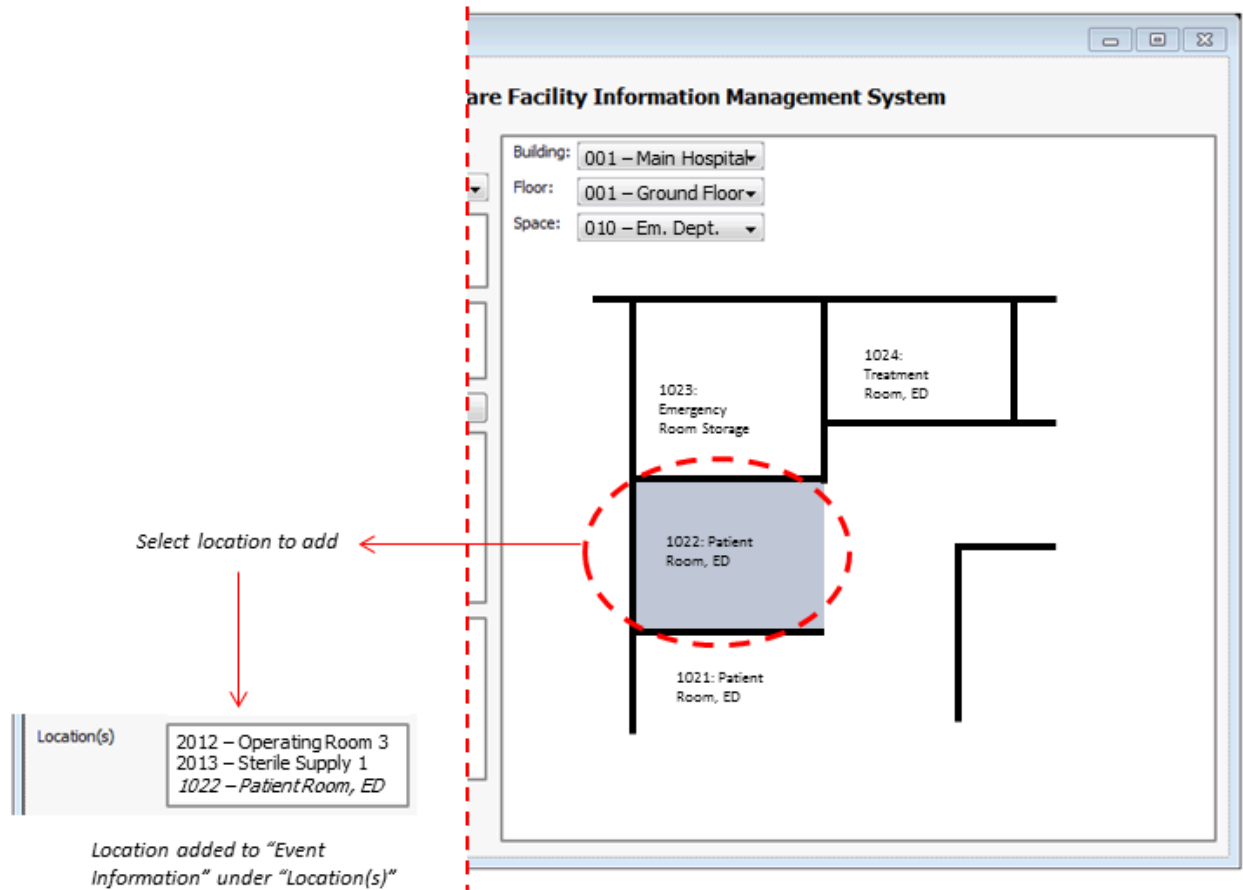 are Facility Information Management System
Building:
001 – Main Hospital
Floor:
001 – Ground Floor
Space:
010 – Em. Dept.
1024:
Treatment
Room, ED
1023:
Emergency
Room Storage
1022: Patient
Room, ED
Select location to add
1021: Patient
Room, ED
Location(s)
2012 – Operating Room 3
2013 – Sterile Supply 1
1022 – Patient Room, ED
Location added to “Event
Information” under “Location(s)”